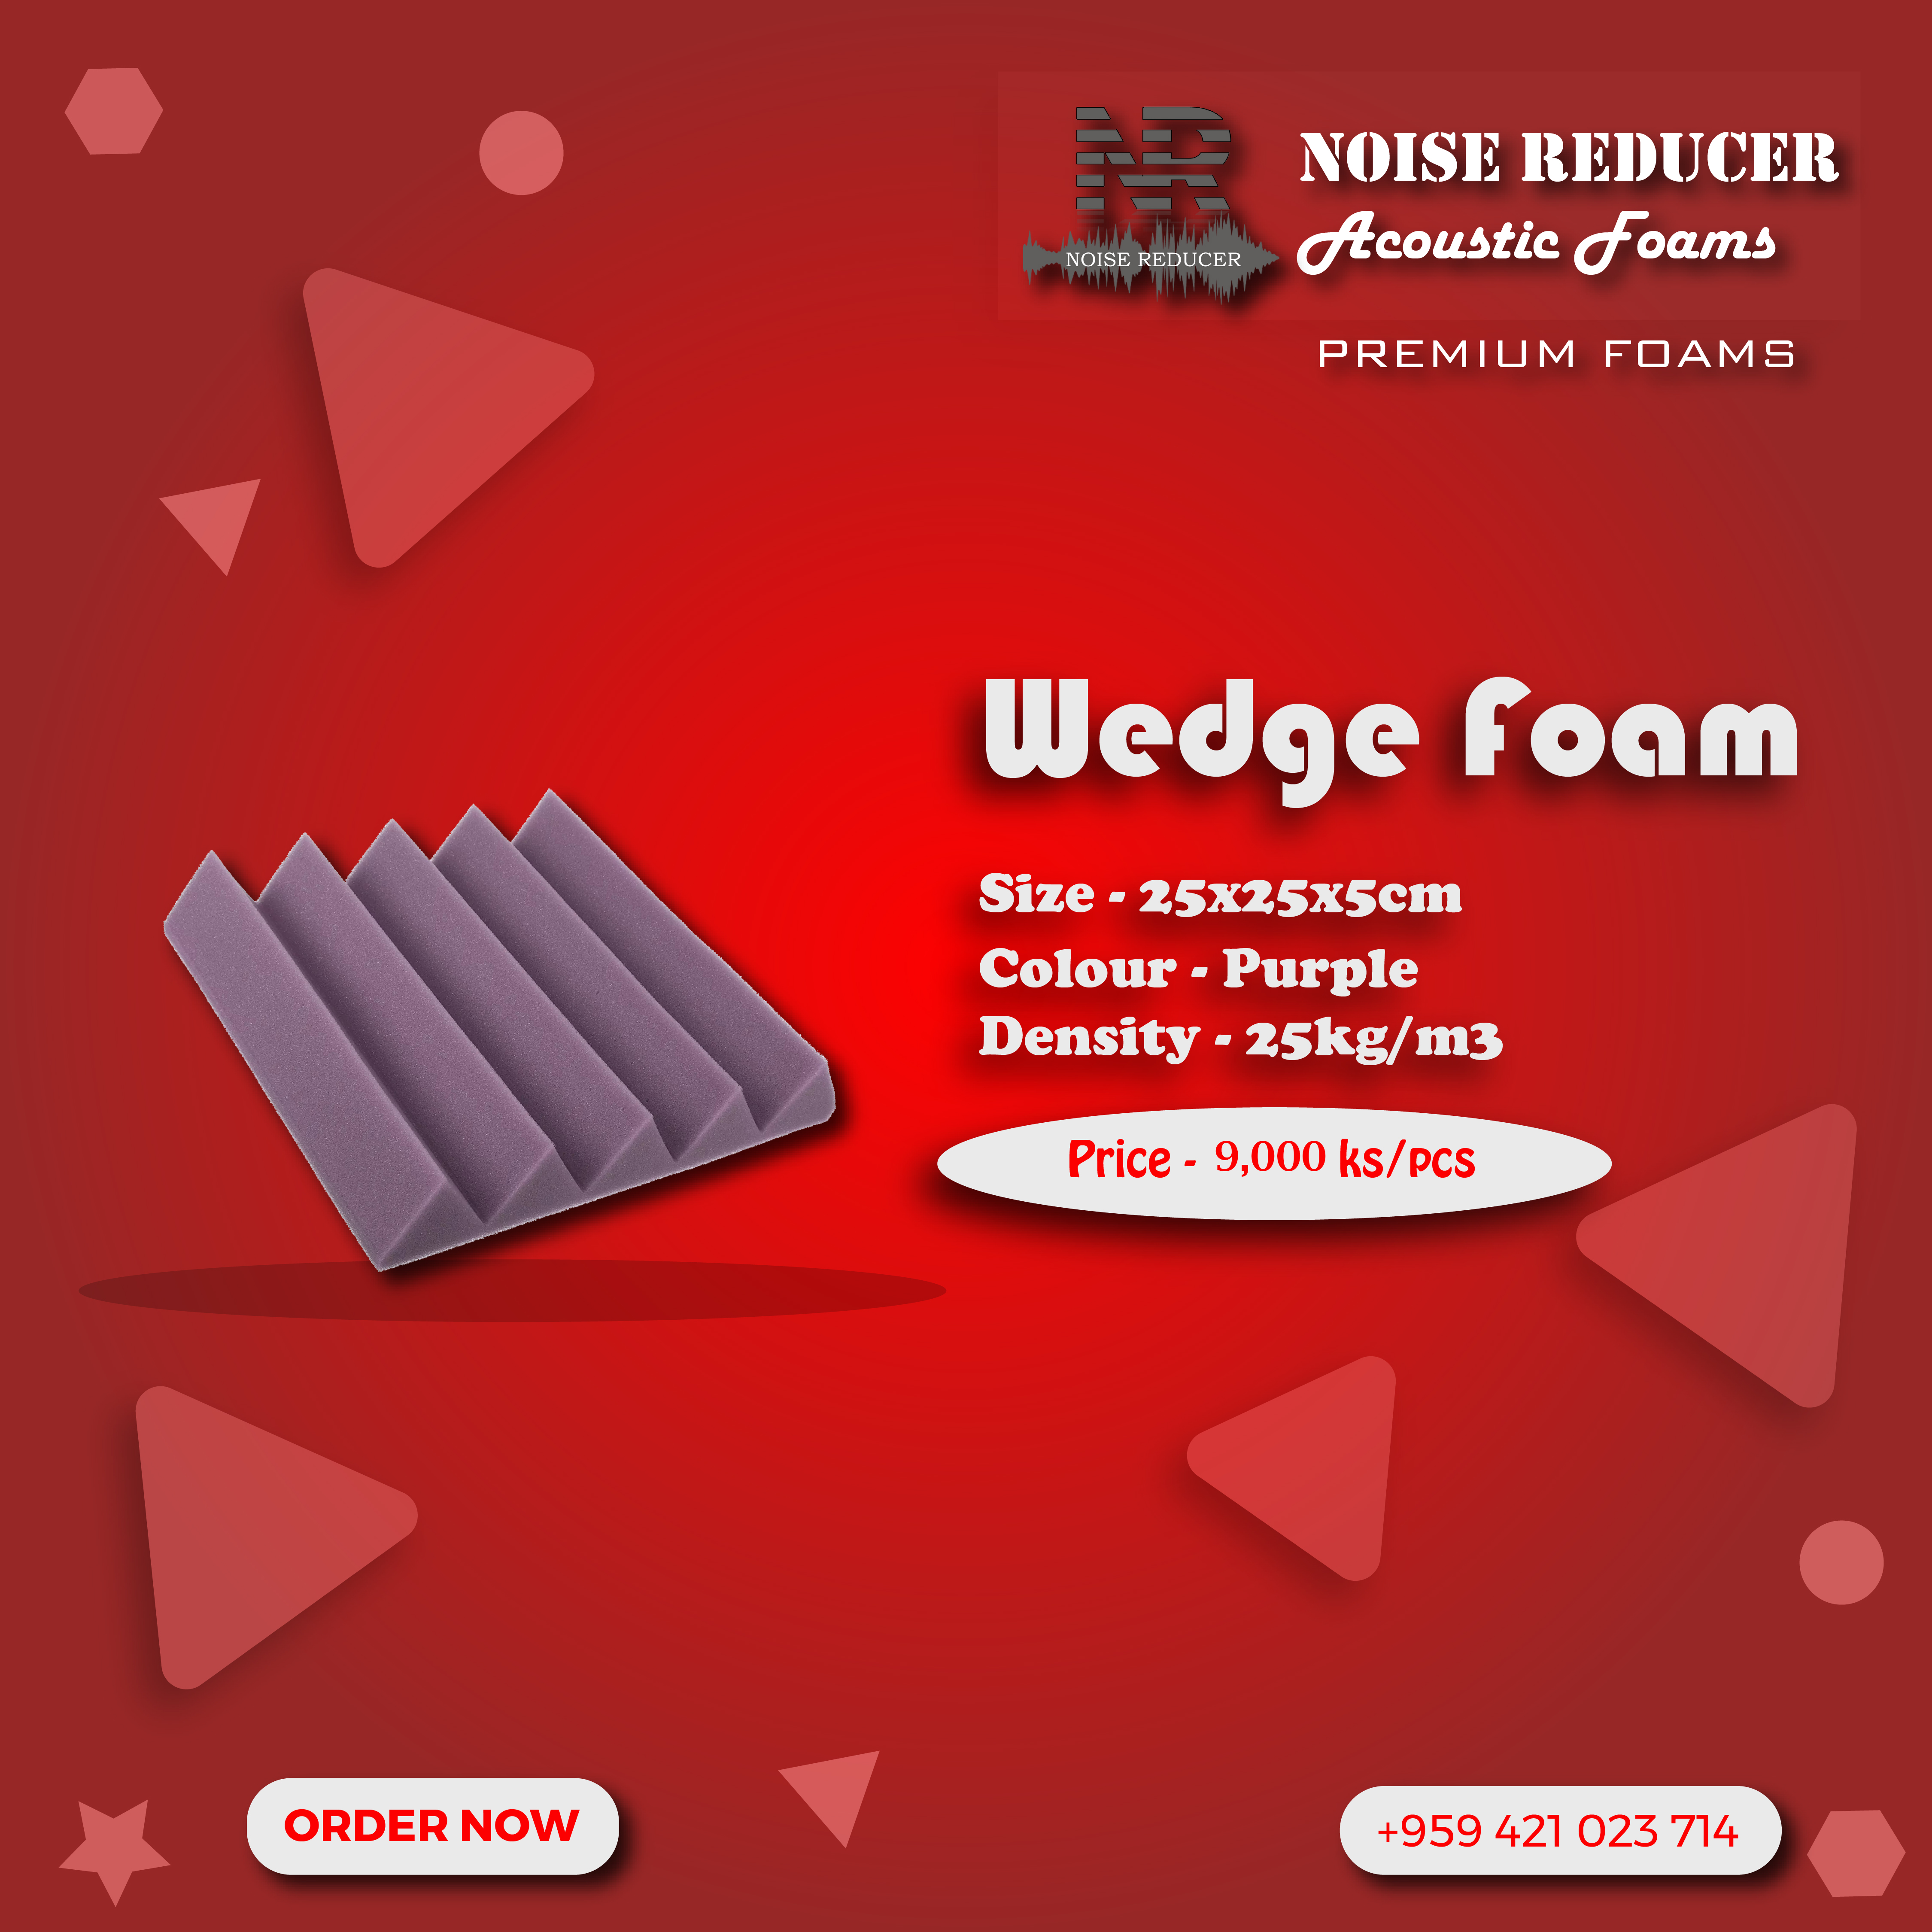 NR
NOISE REDUCER
NOISE REDUCER
Acoustic Foams
PREMIUM FOAMS
Wedge Foam
Size - 25x25x5cm
Colour - Purple
Density - 25kg/m3
Price - 9,000 ks/pcs
ORDER NOW
+959 421 023 714